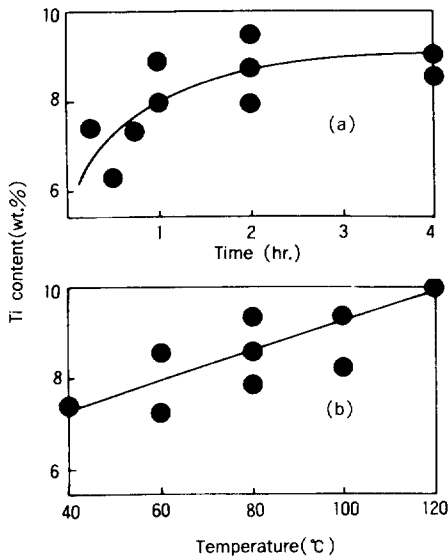 10
8
6
(a)
1 2 3 4
Time (hr.)
Ti content(wt.%)
10
8
6
(b)
40 60 80 100 120
Temperature(℃)